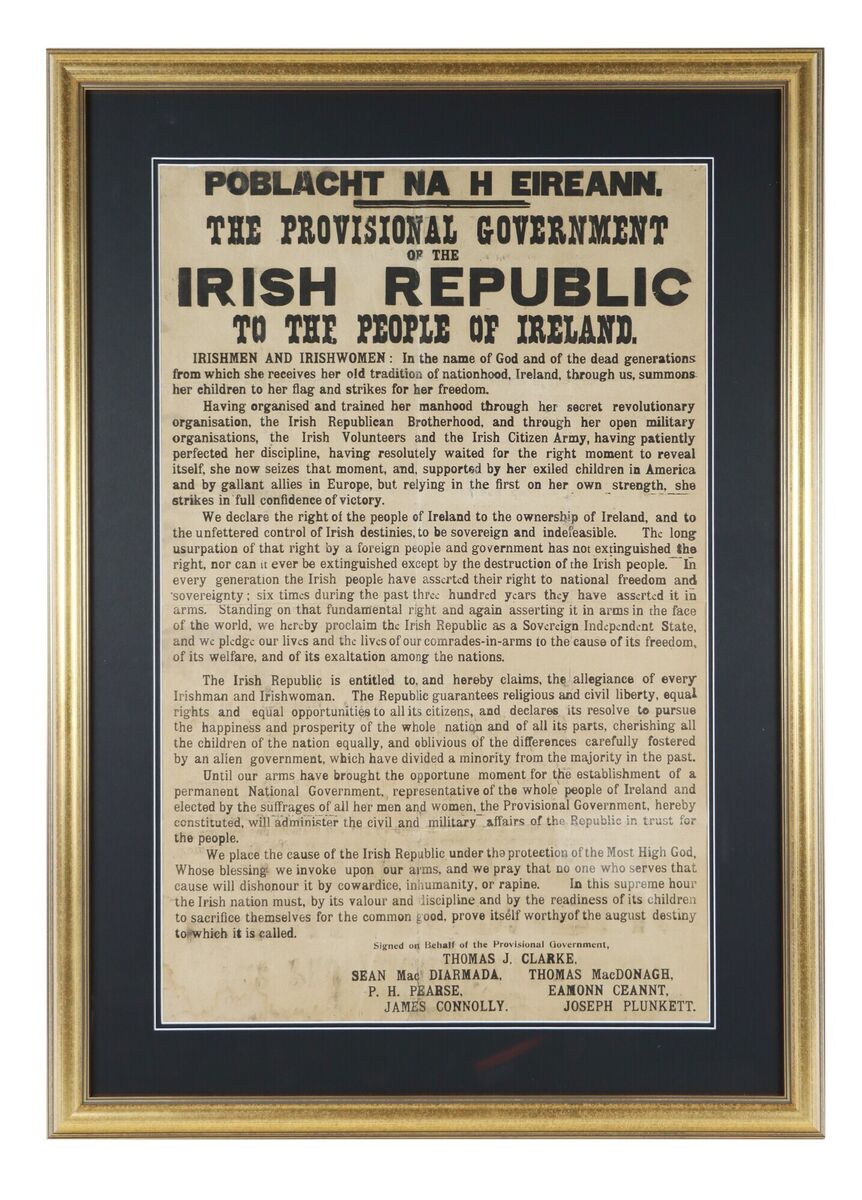 POBLACHT NA H EIREANN.
THE PROVISIONAL GOVERNMENT
OF THE
IRISH REPUBLIC
TO THE PEOPLE OF IRELAND.
IRISHMEN AND IRISHWOMEN: In the name of God and of the dead generations
from which she receives her old tradition of nationhood, Ireland, through us, summons
her children to her flag and strikes for her freedom.
Having organised and trained her manhood through her secret revolutionary
organisation, the Irish Republican Brotherhood, and through her open military
organisations, the Irish Volunteers and the Irish Citizen Army, having patiently
perfected her discipline, having resolutely waited for the right moment to reveal
itself, she now seizes that moment, and, supported by her exiled children in America
and by gallant allies in Europe, but relying in the first on her own strength, she
strikes in full confidence of victory.
We declare the right of the people of Ireland to the ownership of Ireland, and to
the unfettered control of Irish destinies, to be sovereign and indefeasible. The long
usurpation of that right by a foreign people and government has not extinguished the
right, nor can it ever be extinguished except by the destruction of the Irish people. In
every generation the Irish people have asserted their right to national freedom and
sovereignty; six times during the past three hundred years they have asserted it in
arms. Standing on that fundamental right and again asserting it in arms in the face
of the world, we hereby proclaim the Irish Republic as a Sovereign Independent State,
and we pledge our lives and the lives of our comrades-in-arms to the cause of its freedom,
of its welfare, and of its exaltation among the nations.
The Irish Republic is entitled to, and hereby claims, the allegiance of every
Irishman and Irishwoman. The Republic guarantees religious and civil liberty, equal
rights and equal opportunities to all its citizens, and declares its resolve to pursue
the happiness and prosperity of the whole nation and of all its parts, cherishing all
the children of the nation equally, and oblivious of the differences carefully fostered
by an alien government, which have divided a minority from the majority in the past.
Until our arms have brought the opportune moment for the establishment of a
permanent National Government, representative of the whole people of Ireland and
elected by the suffrages of all her men and women, the Provisional Government, hereby
constituted, will administer the civil and military affairs of the Republic in trust for
the people.
We place the cause of the Irish Republic under the protection of the Most High God,
Whose blessing we invoke upon our arms, and we pray that no one who serves that
cause will dishonour it by cowardice, inhumanity, or rapine. In this supreme hour
the Irish nation must, by its valour and discipline and by the readiness of its children
to sacrifice themselves for the common good, prove itself worthy of the august destiny
to which it is called.
Signed on Behalf of the Provisional Government,
THOMAS J. CLARKE,
SEAN Mac DIARMADA, THOMAS MacDONAGH,
P. H. PEARSE, EAMONN CEANNT,
JAMES CONNOLLY. JOSEPH PLUNKETT.